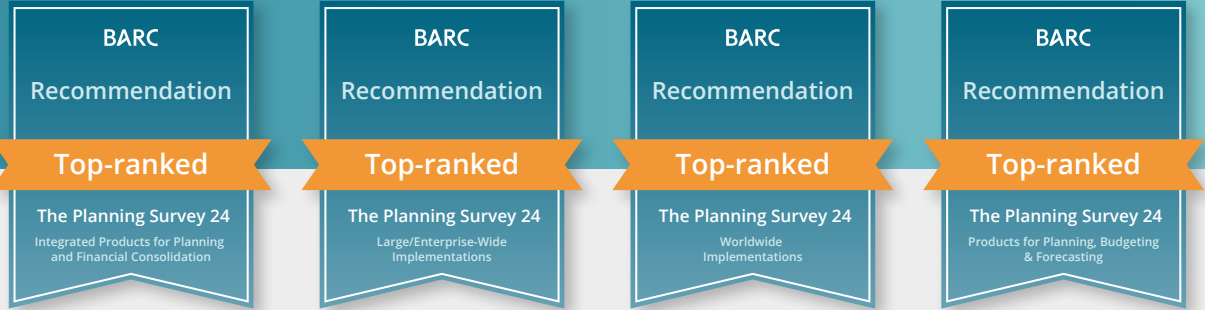 BARC
Recommendation
Top-ranked
The Planning Survey 24
Integrated Products for Planning
and Financial Consolidation
BARC
Recommendation
Top-ranked
The Planning Survey 24
Large/Enterprise-Wide
Implementations
BARC
Recommendation
Top-ranked
The Planning Survey 24
Worldwide
Implementations
BARC
Recommendation
Top-ranked
The Planning Survey 24
Products for Planning, Budgeting
& Forecasting